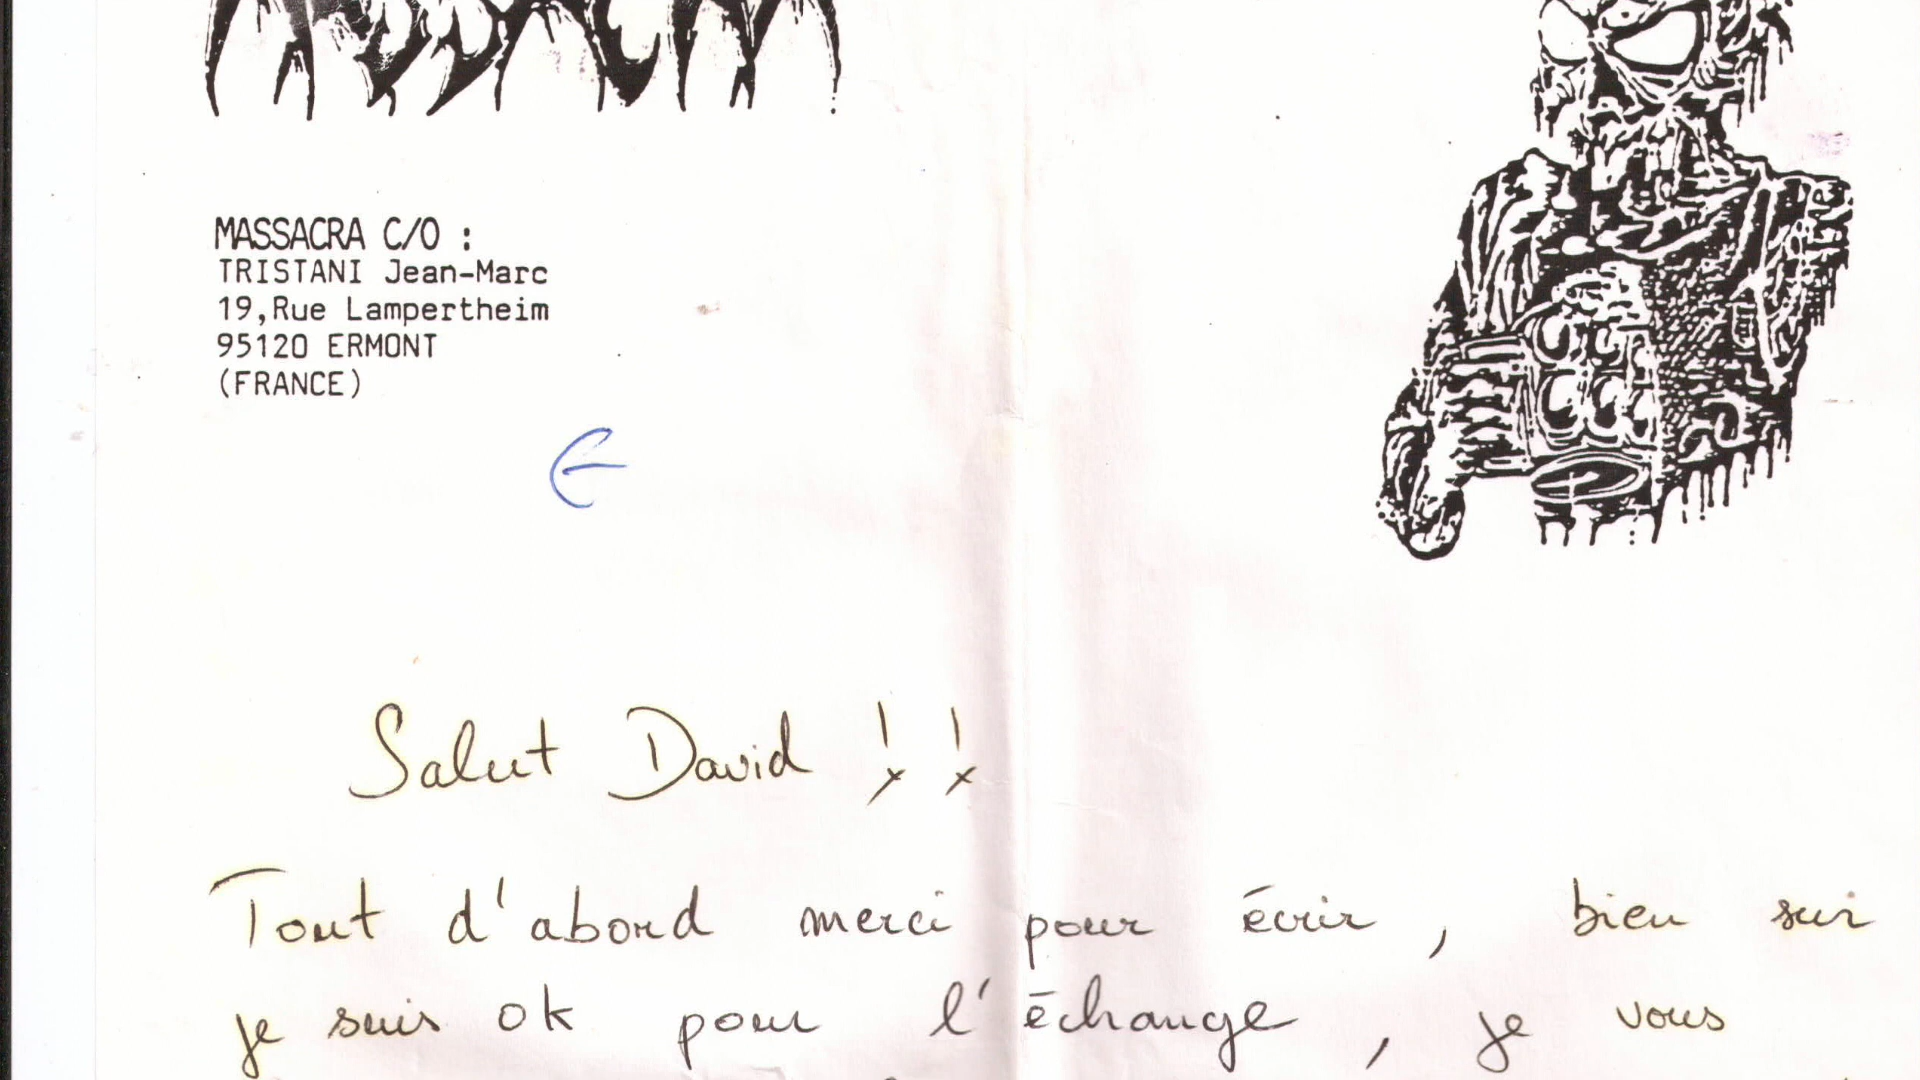 MASSACRA
MASSACRA C/O :
TRISTANI Jean-Marc
19,Rue Lampertheim
95120 ERMONT
(FRANCE)
Salut David !!
Tout d'abord merci pour écrir, bien sur
je suis ok pour l'échange, je vous